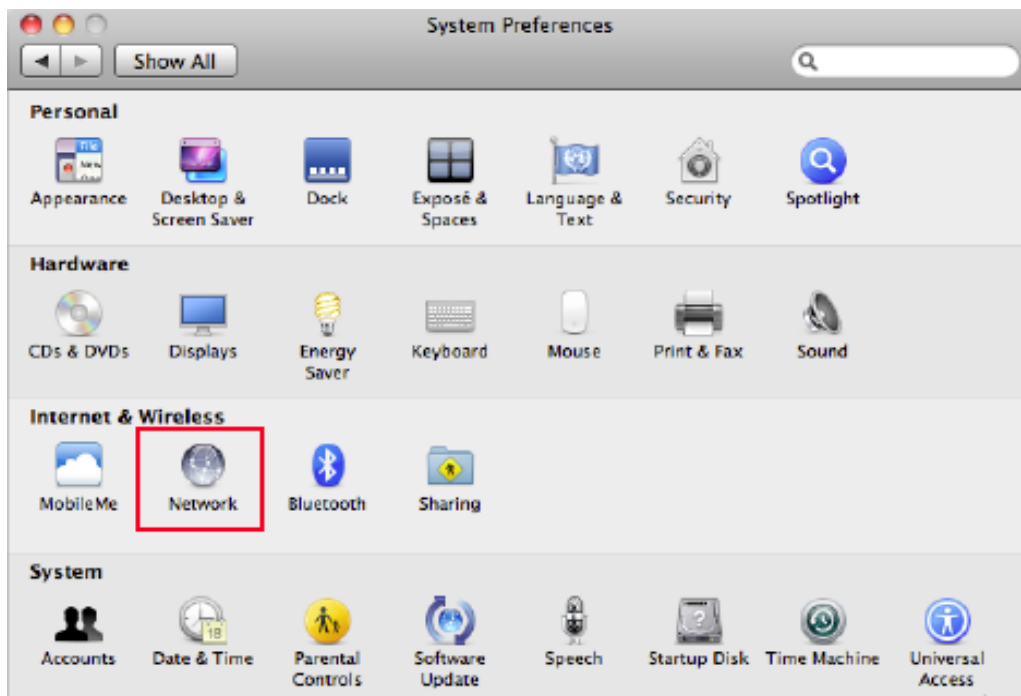 System Preferences
Show All
Personal
Appearance
Desktop &
Screen Saver
Dock
Exposé &
Spaces
Language &
Text
Security
Spotlight
Hardware
CDs & DVDs
Displays
Energy
Saver
Keyboard
Mouse
Print & Fax
Sound
Internet & Wireless
MobileMe
Network
Bluetooth
Sharing
System
Accounts
18
Date & Time
Parental
Controls
Software
Update
Speech
Startup Disk
Time Machine
Universal
Access